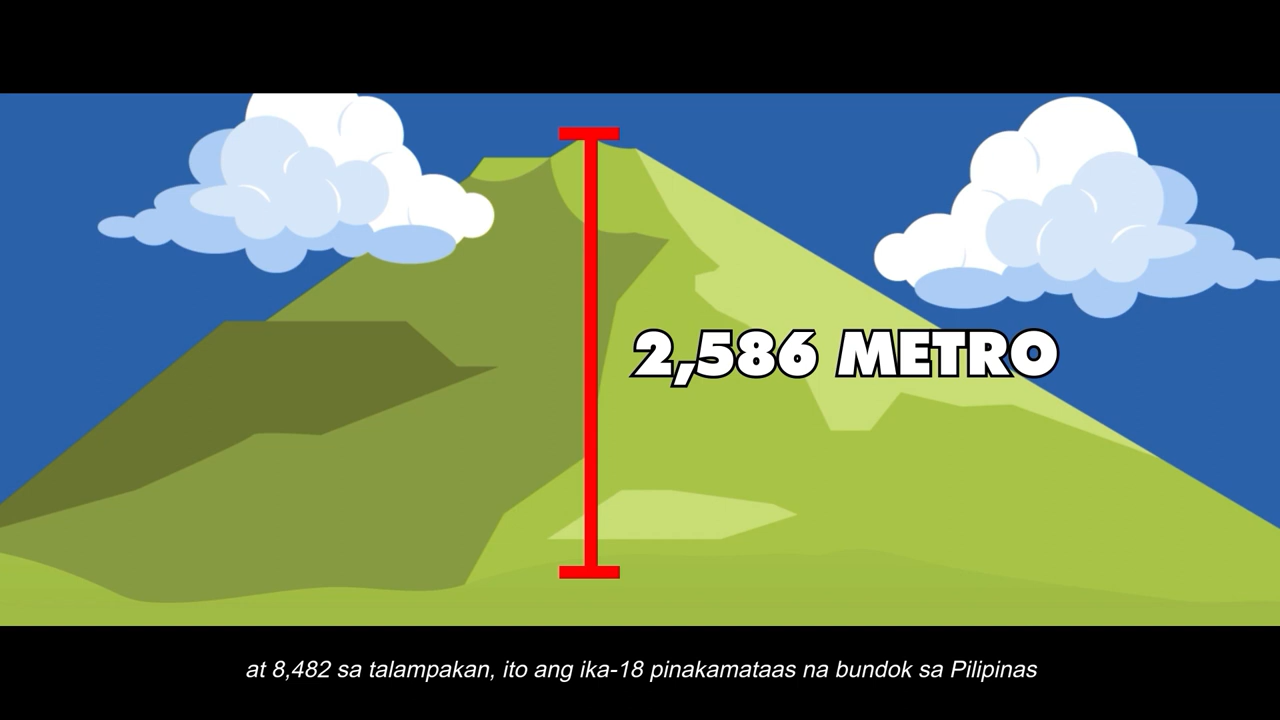 2,586 METRO
at 8,482 sa talampakan, ito ang ika-18 pinakamataas na bundok sa Pilipinas